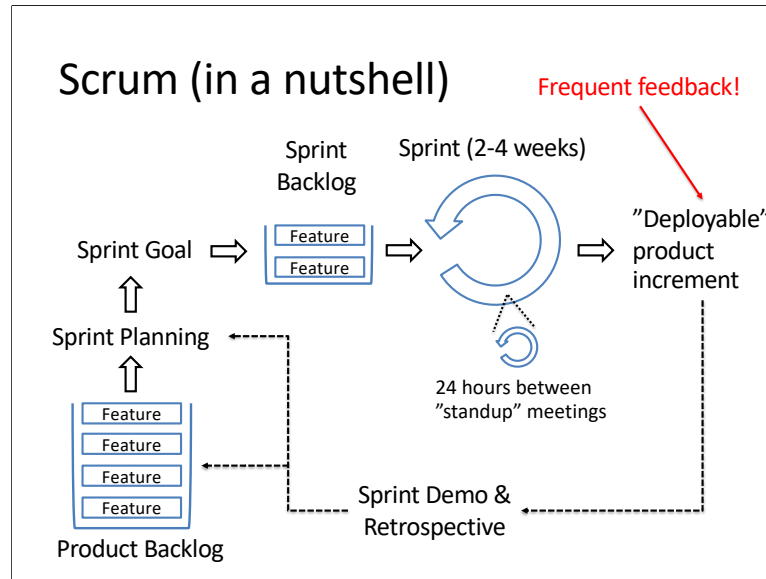 Scrum (in a nutshell)
Frequent feedback!
Sprint
Backlog
Sprint (2-4 weeks)
Feature
Feature
Sprint Goal
”Deployable”
product
increment
Sprint Planning
24 hours between
”standup” meetings
Feature
Feature
Feature
Feature
Product Backlog
Sprint Demo &
Retrospective